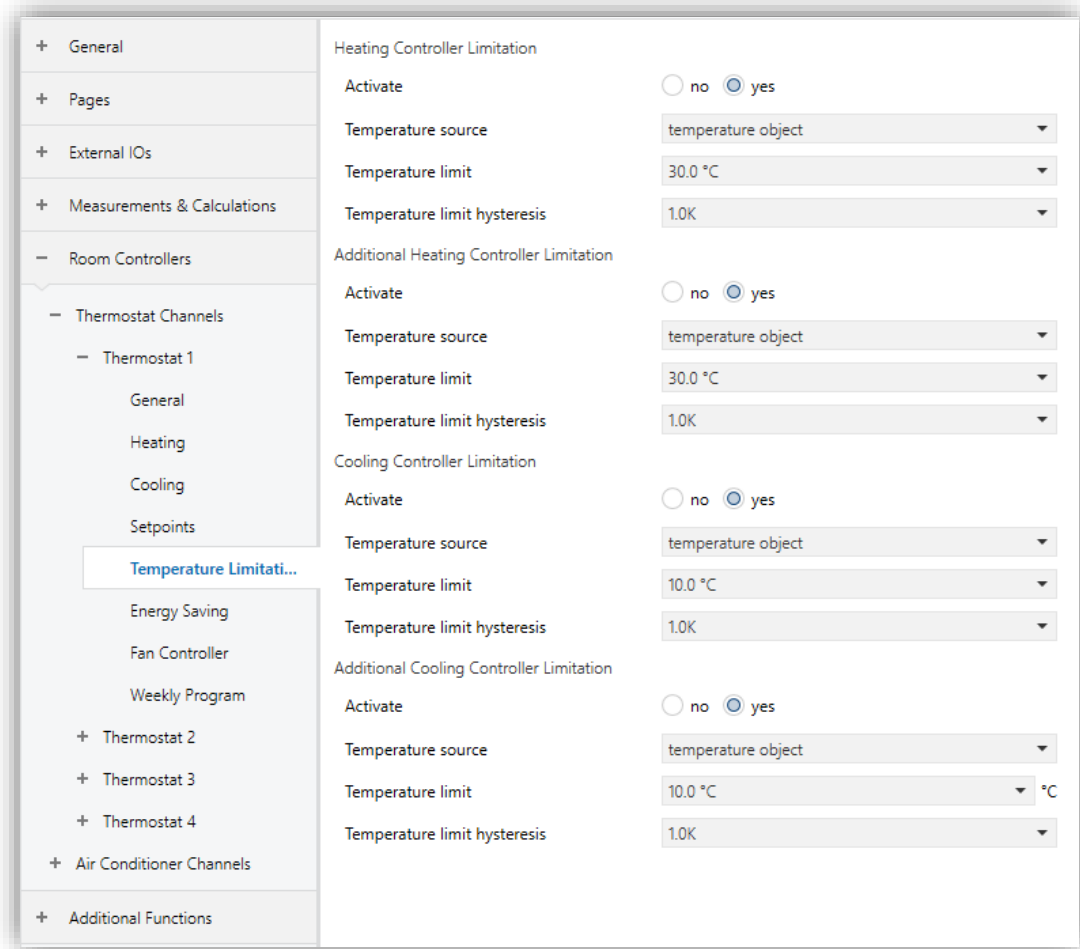 General
Pages
External IOs
Measurements & Calculations
Room Controllers
Thermostat Channels
Thermostat 1
General
Heating
Cooling
Setpoints
Temperature Limitati...
Energy Saving
Fan Controller
Weekly Program
Thermostat 2
Thermostat 3
Thermostat 4
Air Conditioner Channels
Additional Functions
Heating Controller Limitation
Activate no yes
Temperature source temperature object
Temperature limit 30.0 °C
Temperature limit hysteresis 1.0K
Additional Heating Controller Limitation
Activate no yes
Temperature source temperature object
Temperature limit 30.0 °C
Temperature limit hysteresis 1.0K
Cooling Controller Limitation
Activate no yes
Temperature source temperature object
Temperature limit 10.0 °C
Temperature limit hysteresis 1.0K
Additional Cooling Controller Limitation
Activate no yes
Temperature source temperature object
Temperature limit 10.0 °C °C
Temperature limit hysteresis 1.0K